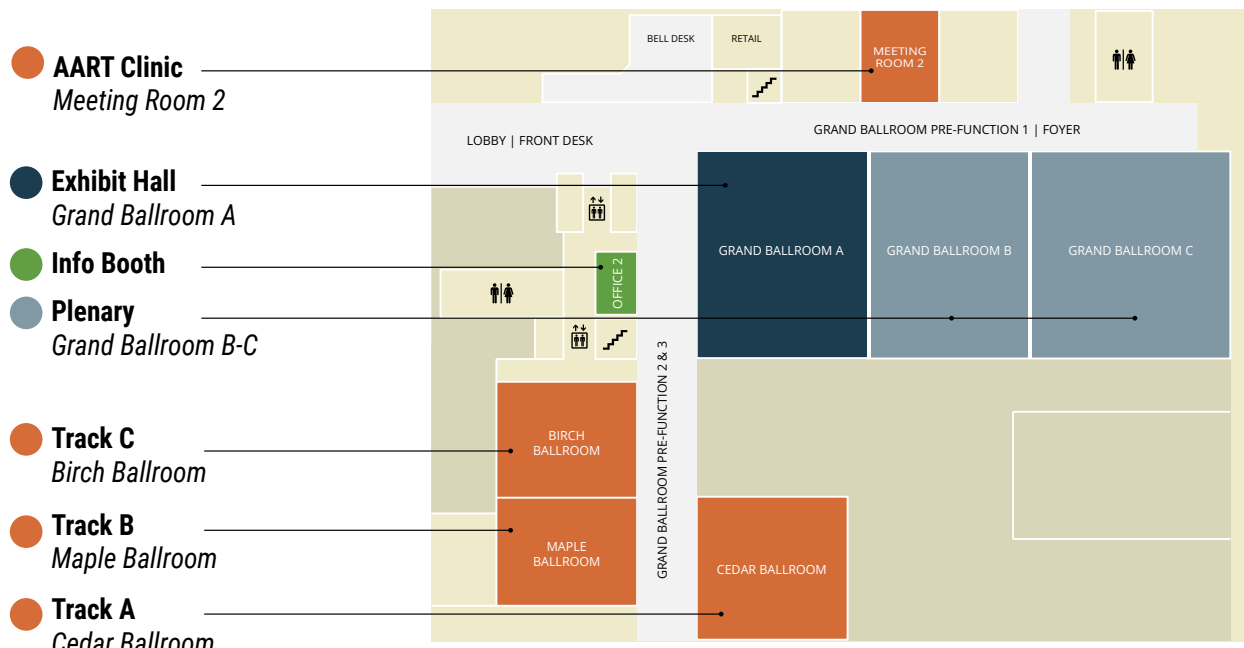 AART Clinic
Meeting Room 2
Exhibit Hall
Grand Ballroom A
Info Booth
Plenary
Grand Ballroom B-C
Track C
Birch Ballroom
Track B
Maple Ballroom
Track A
Cedar Ballroom
BELL DESK
RETAIL
MEETING
ROOM 2
LOBBY | FRONT DESK
GRAND BALLROOM PRE-FUNCTION 1 | FOYER
GRAND BALLROOM A
GRAND BALLROOM B
GRAND BALLROOM C
OFFICE 2
GRAND BALLROOM PRE-FUNCTION 2 & 3
BIRCH
BALLROOM
MAPLE
BALLROOM
CEDAR BALLROOM